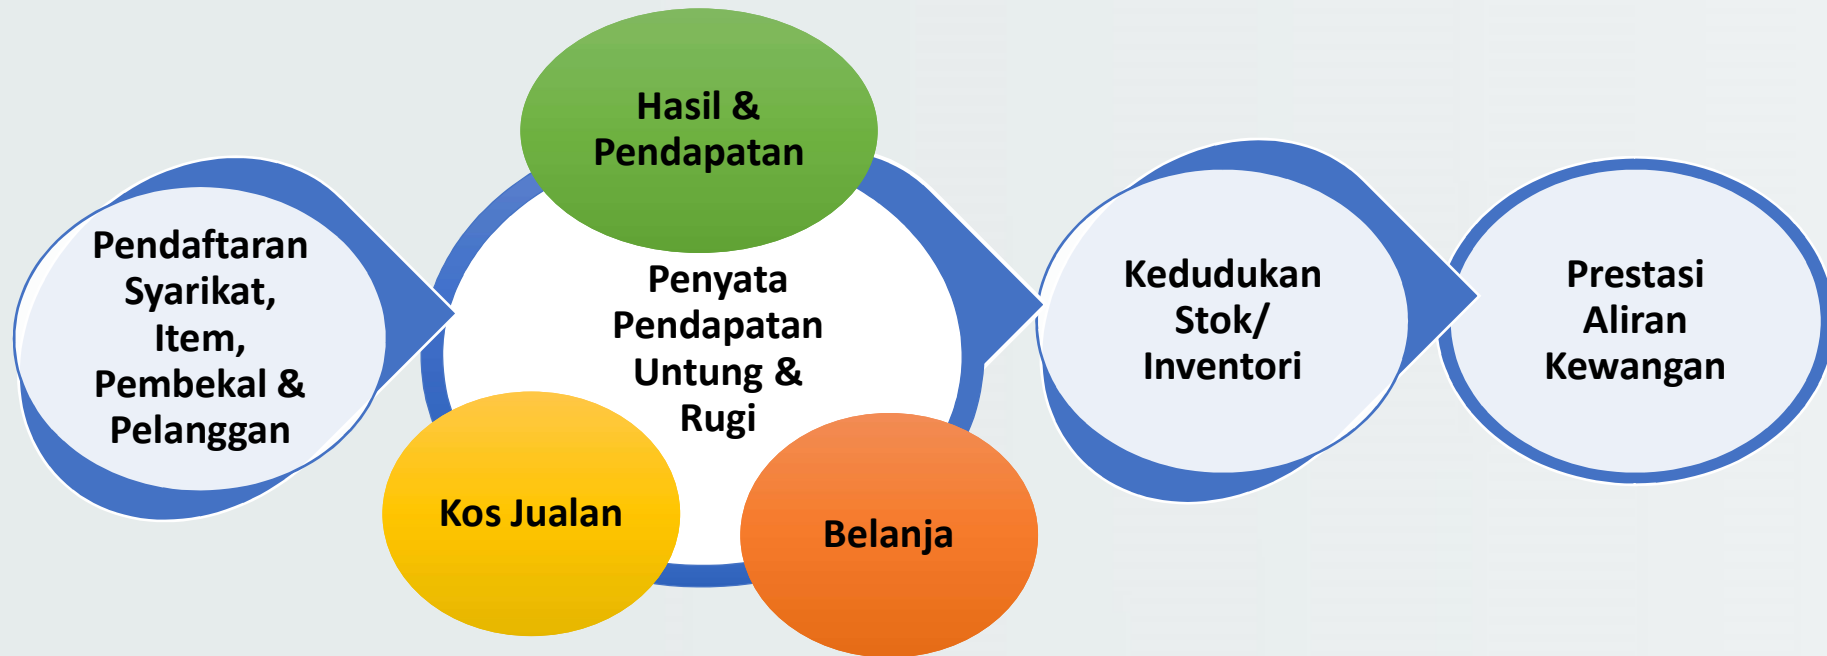 Pendaftaran
Syarikat,
Item,
Pembekal &
Pelanggan
Hasil &
Pendapatan
Penyata
Pendapatan
Untung &
Rugi
Kos Jualan
Belanja
Kedudukan
Stok/
Inventori
Prestasi
Aliran
Kewangan